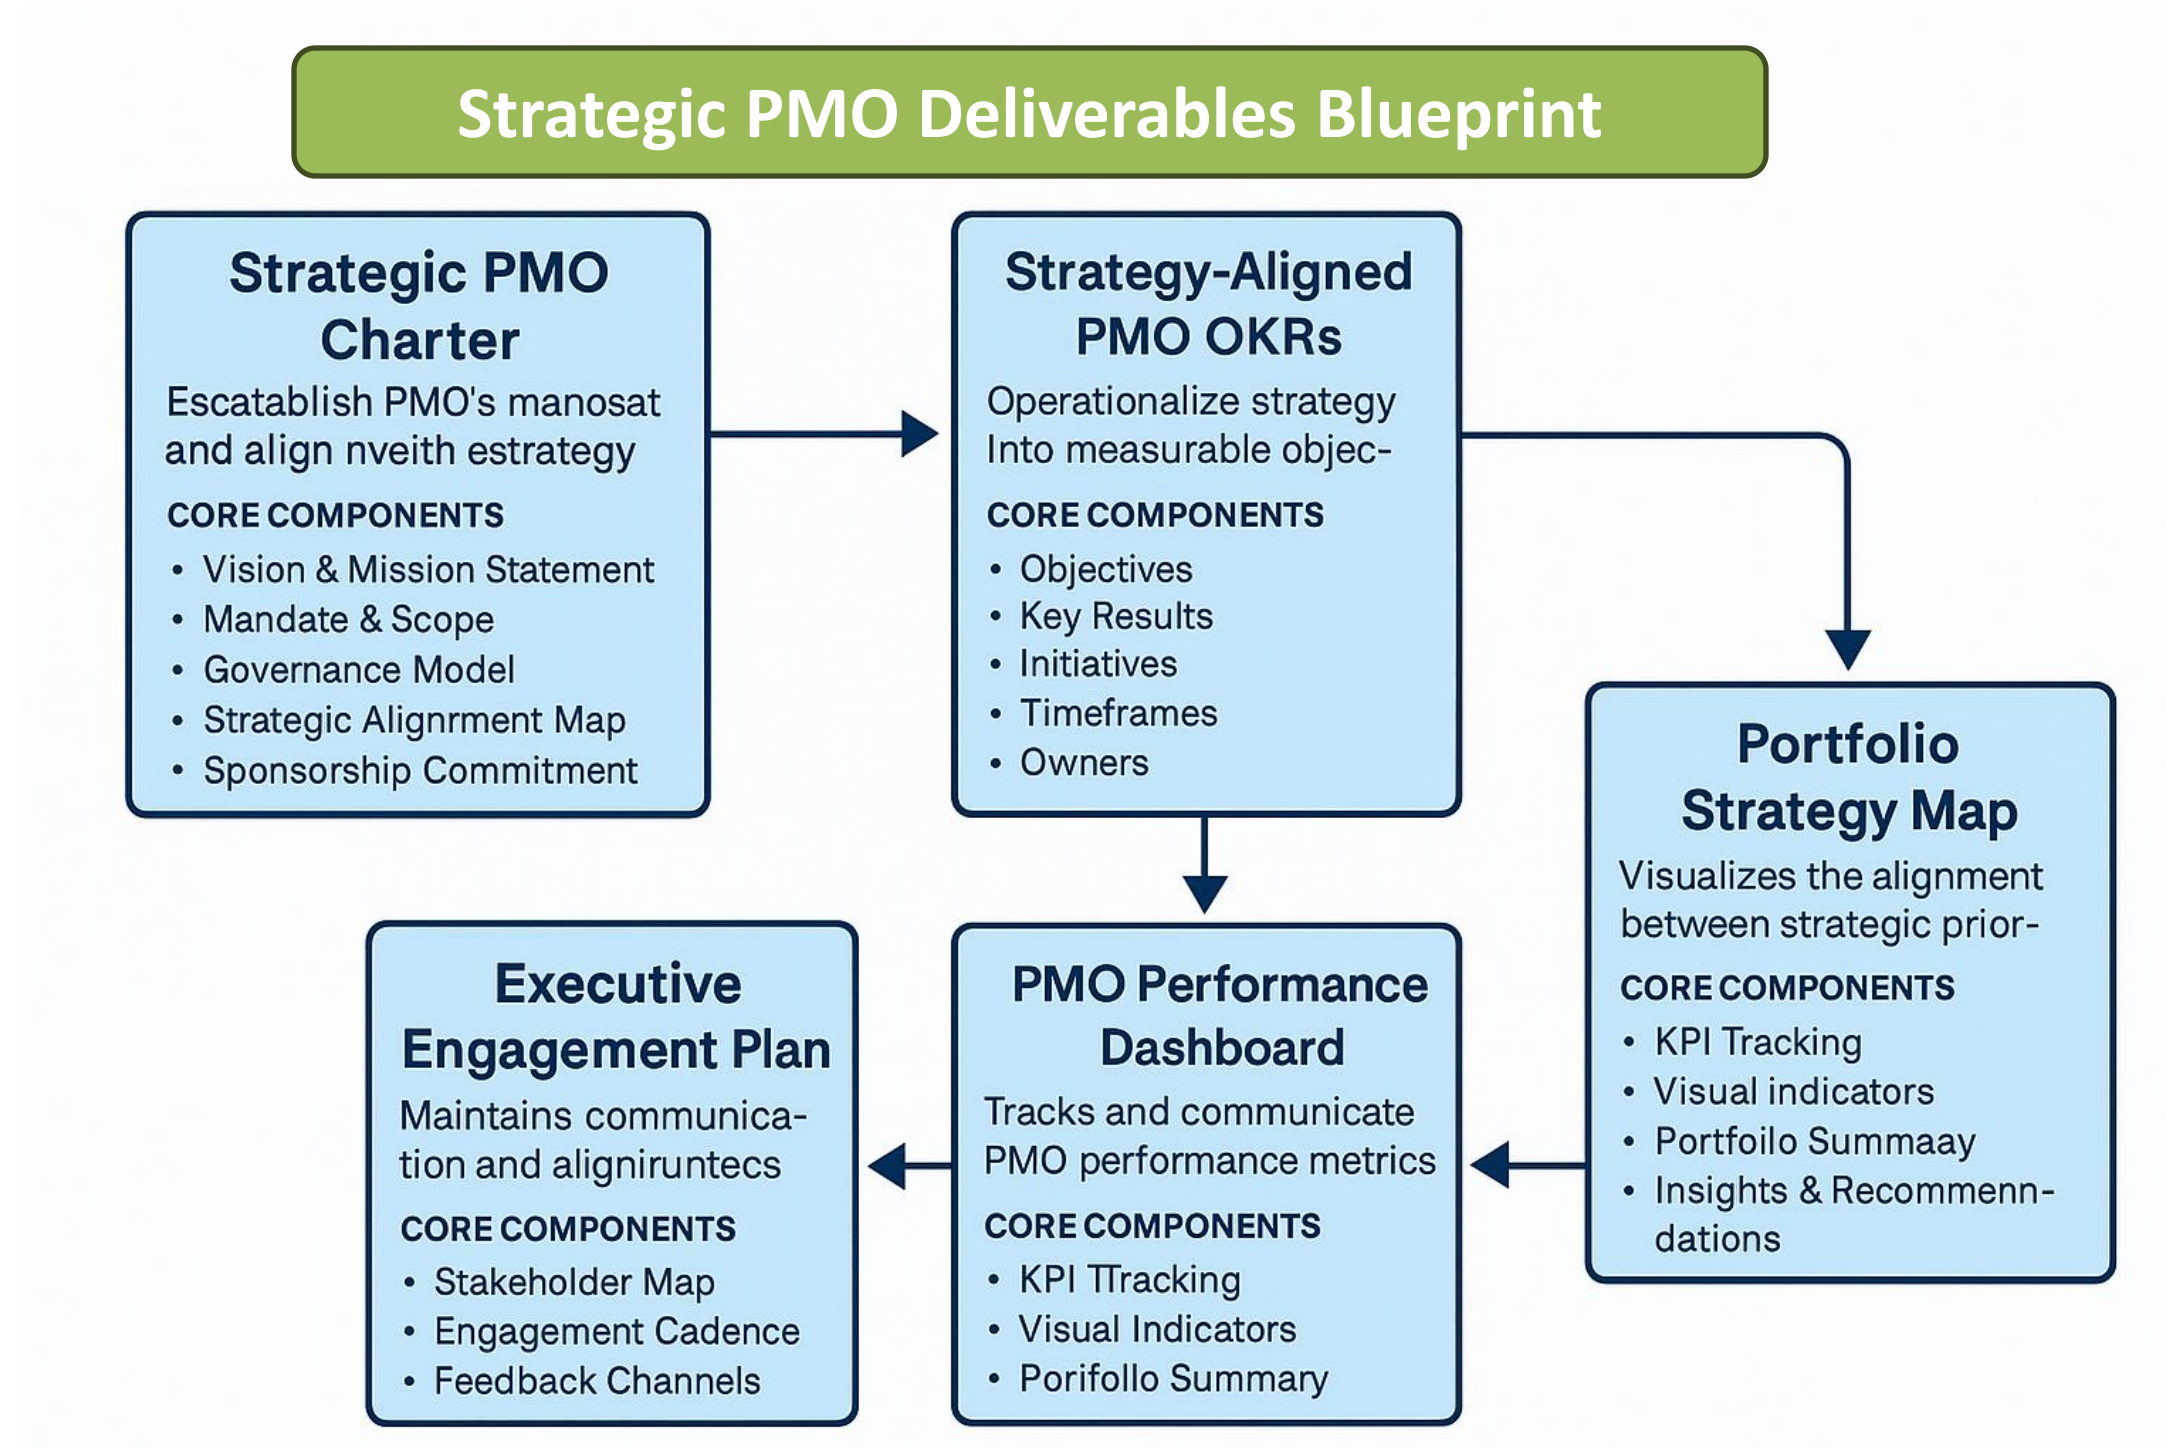 Strategic PMO Deliverables Blueprint
Strategic PMO
Charter
Escatablish PMO's manosat
and align nveith estrategy
CORE COMPONENTS
• Vision & Mission Statement
• Mandate & Scope
• Governance Model
• Strategic Alignrment Map
• Sponsorship Commitment
Strategy-Aligned
PMO OKRs
Operationalize strategy
Into measurable objec-
CORE COMPONENTS
• Objectives
• Key Results
• Initiatives
• Timeframes
• Owners
Portfolio
Strategy Map
Visualizes the alignment
between strategic prior-
CORE COMPONENTS
• KPI Tracking
• Visual indicators
• Portfoilo Summaay
• Insights & Recommenn-
dations
PMO Performance
Dashboard
Tracks and communicate
PMO performance metrics
CORE COMPONENTS
• KPI TTracking
• Visual Indicators
• Porifollo Summary
Executive
Engagement Plan
Maintains communica-
tion and aligniruntecs
CORE COMPONENTS
• Stakeholder Map
• Engagement Cadence
• Feedback Channels